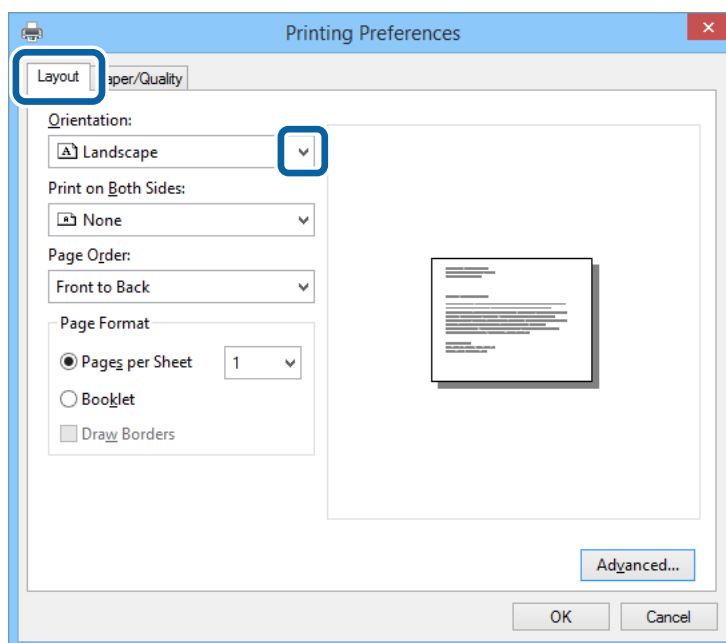 Printing Preferences
Layout
aper/Quality
Orientation:
Landscape
Print on Both Sides:
None
Page Order:
Front to Back
Page Format
Pages per Sheet 1
Booklet
Draw Borders
Advanced...
OK Cancel